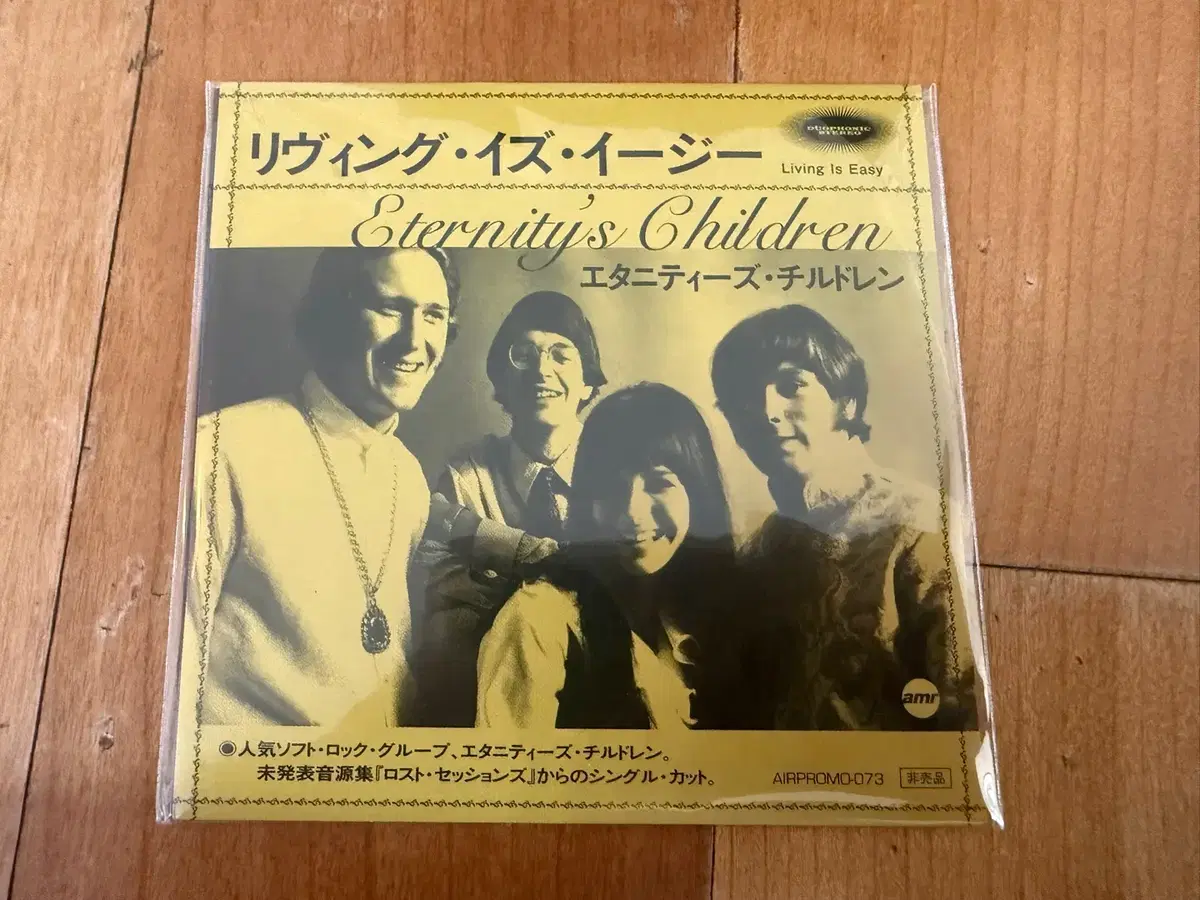 DUOPHONIC
STEREO
リヴィング・イズ・イージー
Living Is Easy
Eternity's Children
エタニティーズ・チルドレン
amr
◉人気ソフト・ロック・グループ、エタニティーズ・チルドレン。
未発表音源集『ロスト・セッションズ』からのシングル・カット。
AIRPROMO-073
非売品